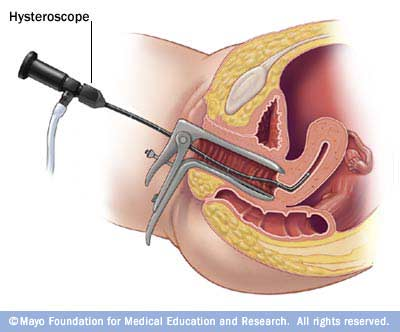 Hysteroscope
©Mayo Foundation for Medical Education and Research. All rights reserved.